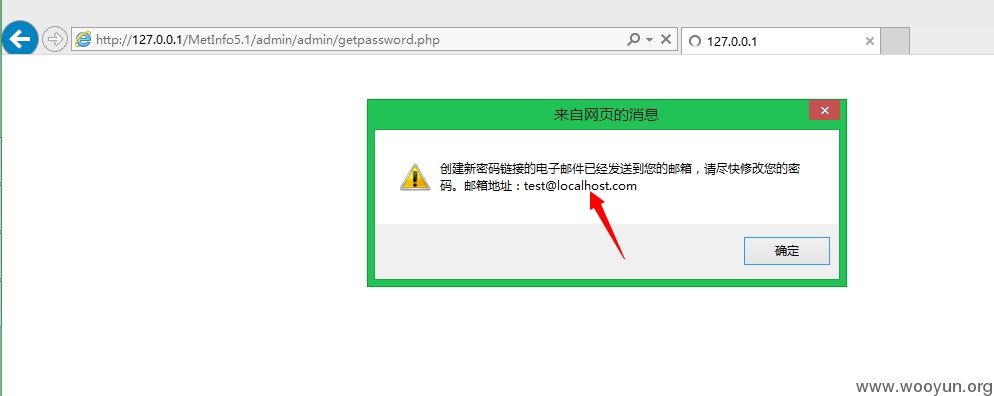 http://127.0.0.1/MetInfo5.1/admin/admin/getpassword.php
127.0.0.1
来自网页的消息
创建新密码链接的电子邮件已经发送到您的邮箱，请尽快修改您的密
码。邮箱地址：test@localhost.com
确定
www.wooyun.org